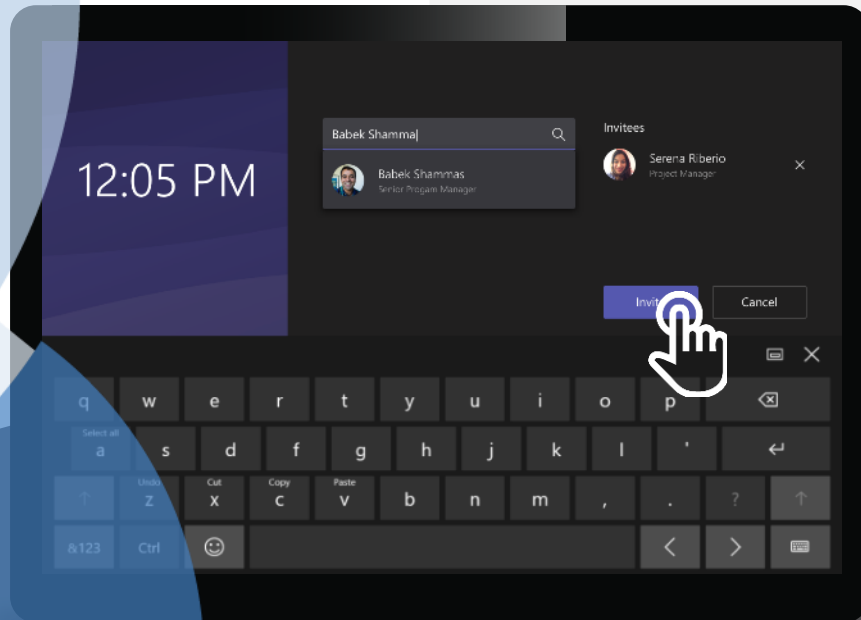 12:05 PM
Babek Shamma
Babek Shammas
Senior Progam Manager
Invitees
Serena Riberio
Project Manager
Cancel
q w e r t y u i o p
Select all
a s d f g h j k l '
Undo Cut Copy Paste
z x c v b n m , . ?
&123 Ctrl